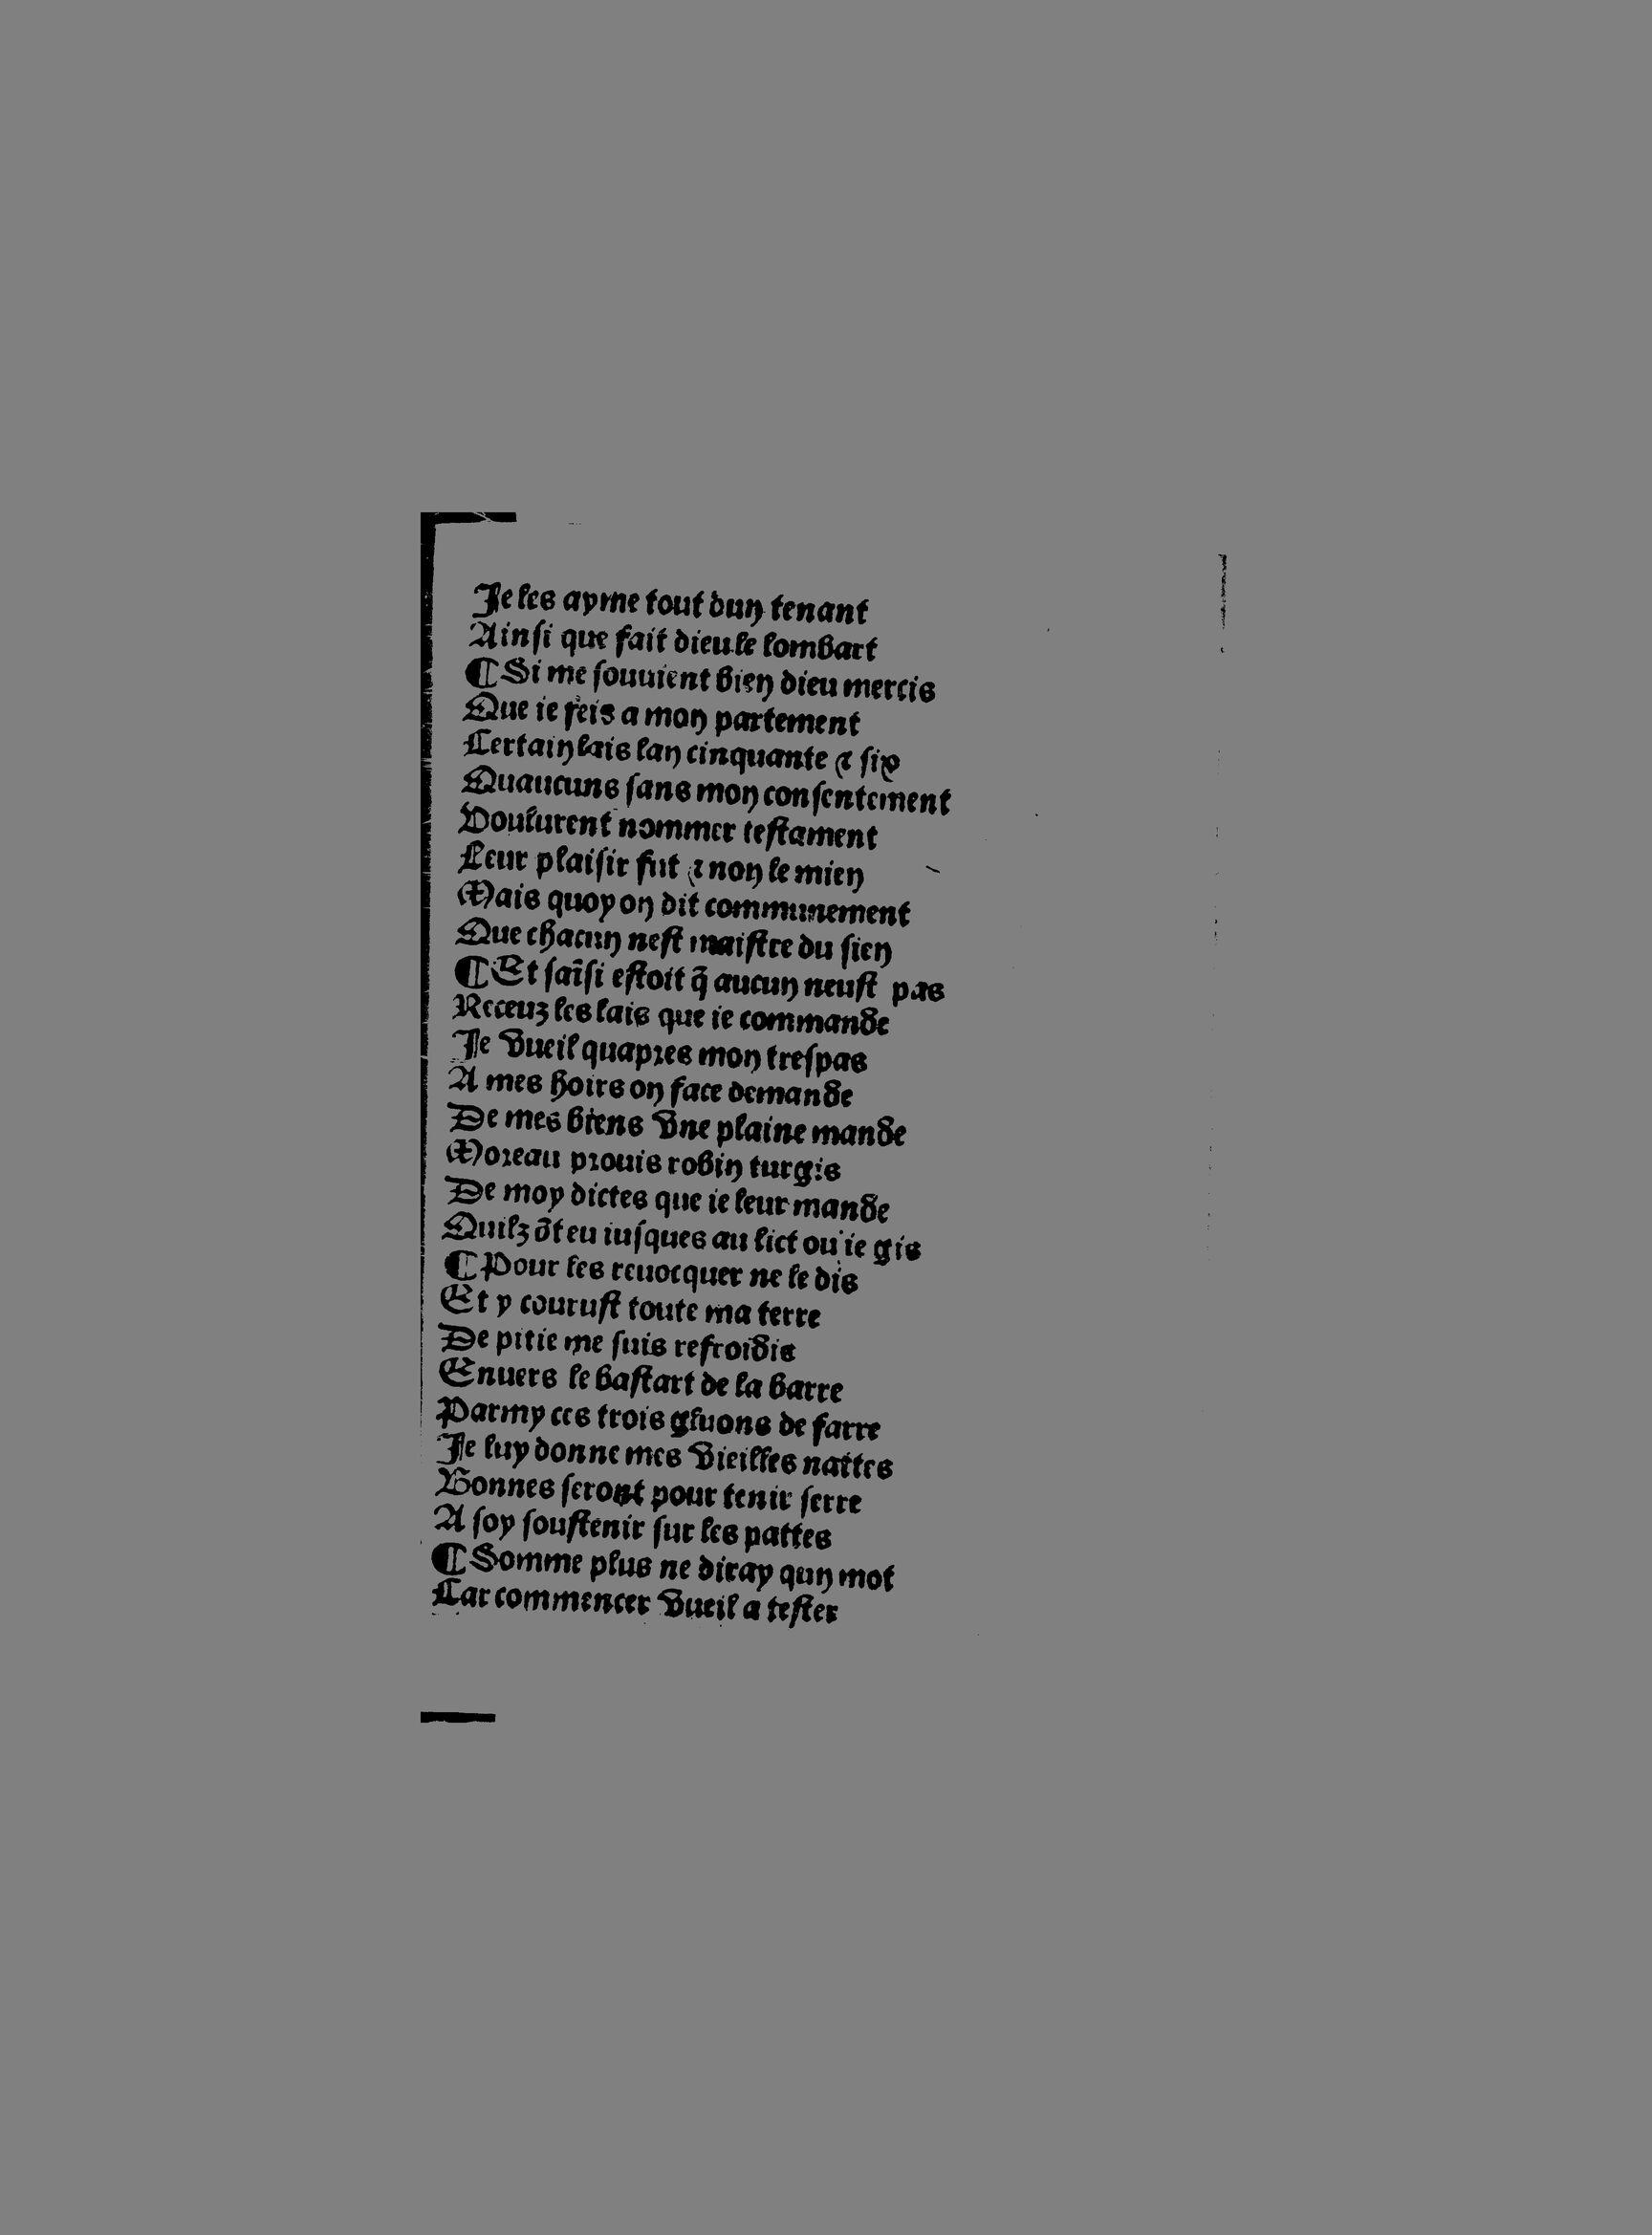 Je les ayme tout dun tenant
Ainſi que fait dieu le lombart
¶ Si me ſouuient bien dieu mercis
Que ie feis a mon partement
Certain lais lan cinquante ⁊ ſix
Quaucuns ſans mon conſentement
Voulurent nommer teſtament
Leur plaiſir fut ⁊ non le mien
Mais quoy on dit communement
Que chacun neſt maiſtre du ſien
¶ Et ſaĩſi eſtoit q̃ aucun neuſt pas
Receuz les lais que ie commande
Je vueil quapres mon treſpas
A mes hoirs on face demande
De mes biens vne plaine mande
Moreau prouis robin turgis
De moy dictes que ie leur mande
Quilz õt eu iuſques au lict ou ie gis
¶ Pour les reuocquer ne le dis
Et y couruſt toute ma terre
De pitie me ſuis refroidis
Enuers le baſtart de la barre
Parmy ces trois gluons de farre
Je luy donne mes vieilles nattes
Bonnes ſeront pour tenir ſerre
A ſoy ſouſtenir ſur les pattes
¶ Somme plus ne diray qun mot
Car commencer vueil a teſter